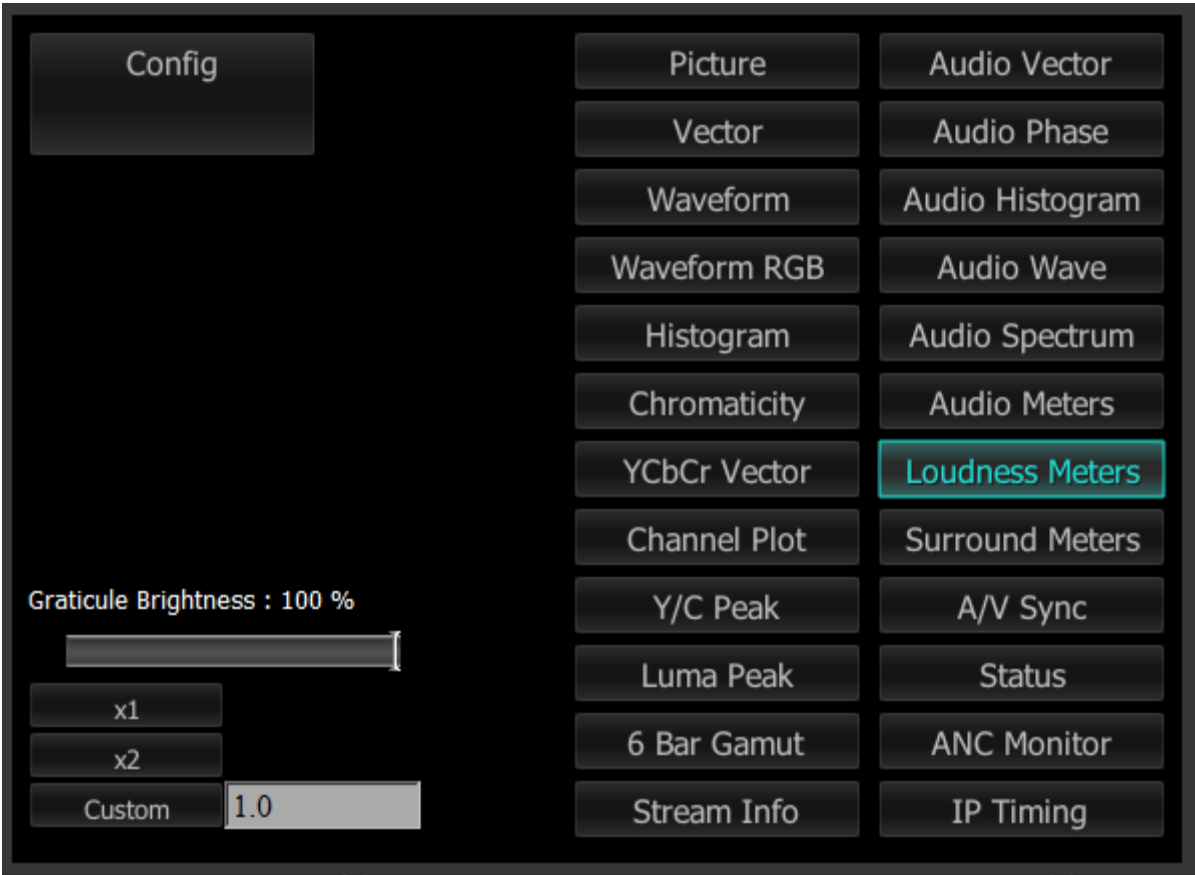 Config
Graticule Brightness : 100 %
x1
x2
Custom 1.0
Picture
Vector
Waveform
Waveform RGB
Histogram
Chromaticity
YCbCr Vector
Channel Plot
Y/C Peak
Luma Peak
6 Bar Gamut
Stream Info
Audio Vector
Audio Phase
Audio Histogram
Audio Wave
Audio Spectrum
Audio Meters
Loudness Meters
Surround Meters
A/V Sync
Status
ANC Monitor
IP Timing